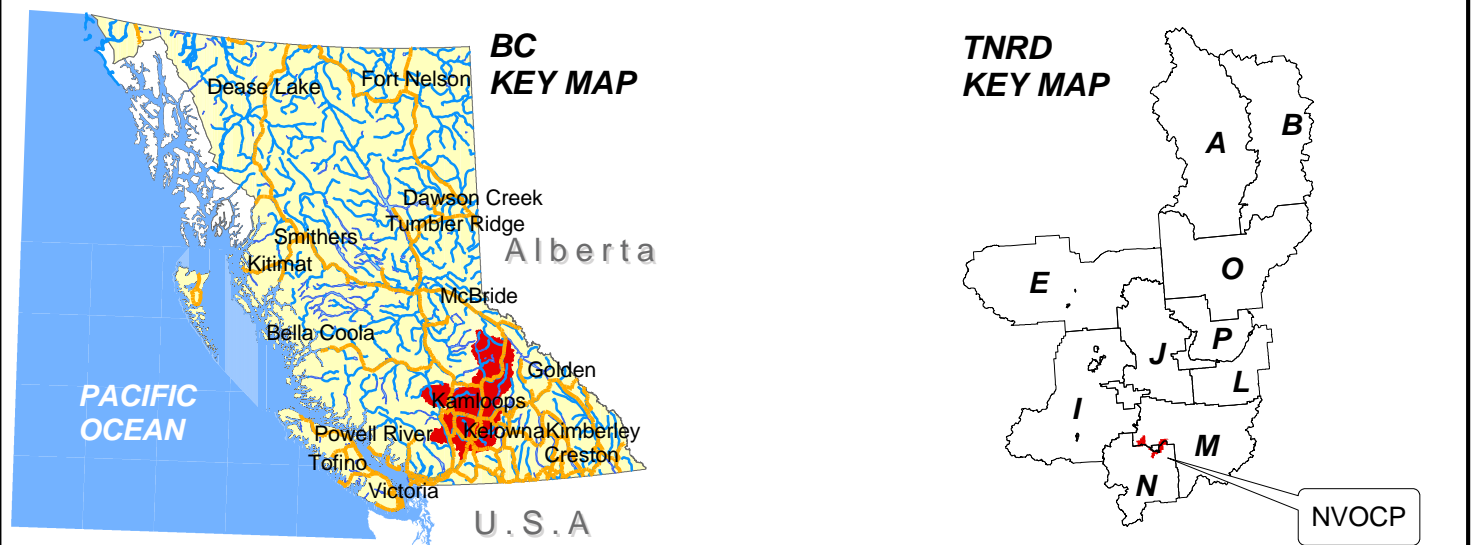 BC
KEY MAP
Dease Lake
Fort Nelson
Dawson Creek
Tumbler Ridge
Smithers
Alberta
Kitimat
McBride
Bella Coola
Golden
PACIFIC
OCEAN
Kamloops
Powell River
Kelowna
Kimberley
Creston
Tofino
Victoria
U.S.A
TNRD
KEY MAP
A
B
E
O
P
J
L
I
M
N
NVOCP